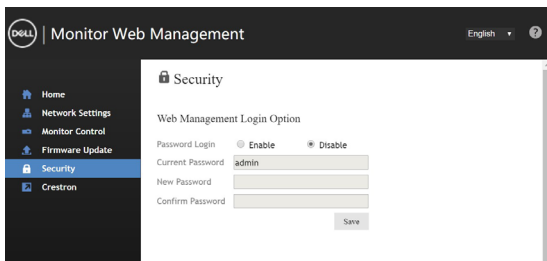 DELL | Monitor Web Management
English
?
Home
Network Settings
Monitor Control
Firmware Update
Security
Crestron
Security
Web Management Login Option
Password Login Enable Disable
Current Password admin
New Password
Confirm Password
Save